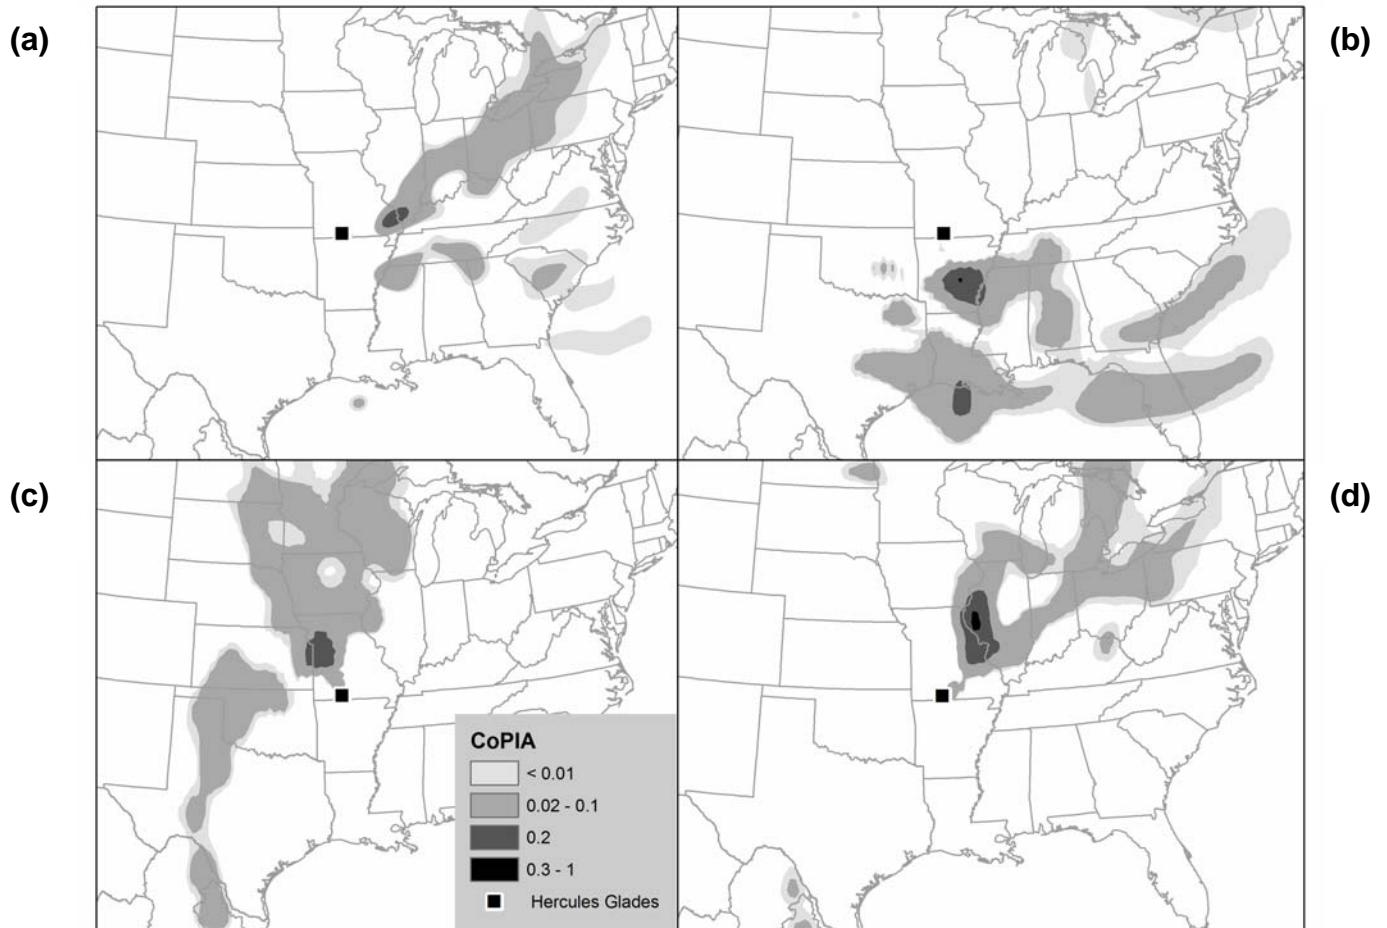 (a)
(b)
(c)
(d)
CoPIA
< 0.01
0.02 - 0.1
0.2
0.3 - 1
Hercules Glades